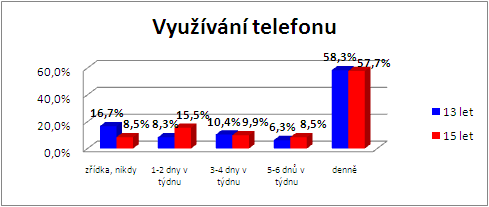 Využívání telefonu
58,3%
57,7%
60,0%
40,0%
20,0%
0,0%
16,7%
8,5%
8,3%
15,5%
10,4%
9,9%
6,3%
8,5%
13 let
15 let
zřídka, nikdy
1-2 dny v
týdnu
3-4 dny v
týdnu
5-6 dnů v
týdnu
denně